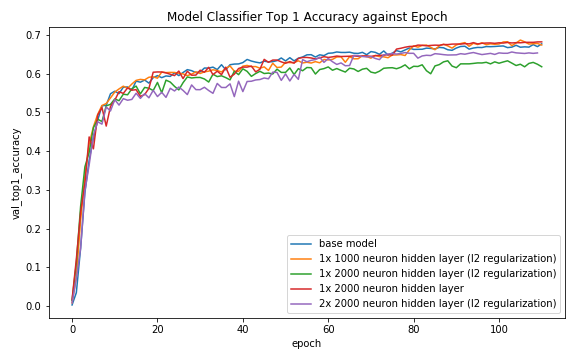 Model Classifier Top 1 Accuracy against Epoch
val_top1_accuracy
0.7
0.6
0.5
0.4
0.3
0.2
0.1
0.0
base model
1x 1000 neuron hidden layer (l2 regularization)
1x 2000 neuron hidden layer (l2 regularization)
1x 2000 neuron hidden layer
2x 2000 neuron hidden layer (l2 regularization)
0 20 40 60 80 100
epoch